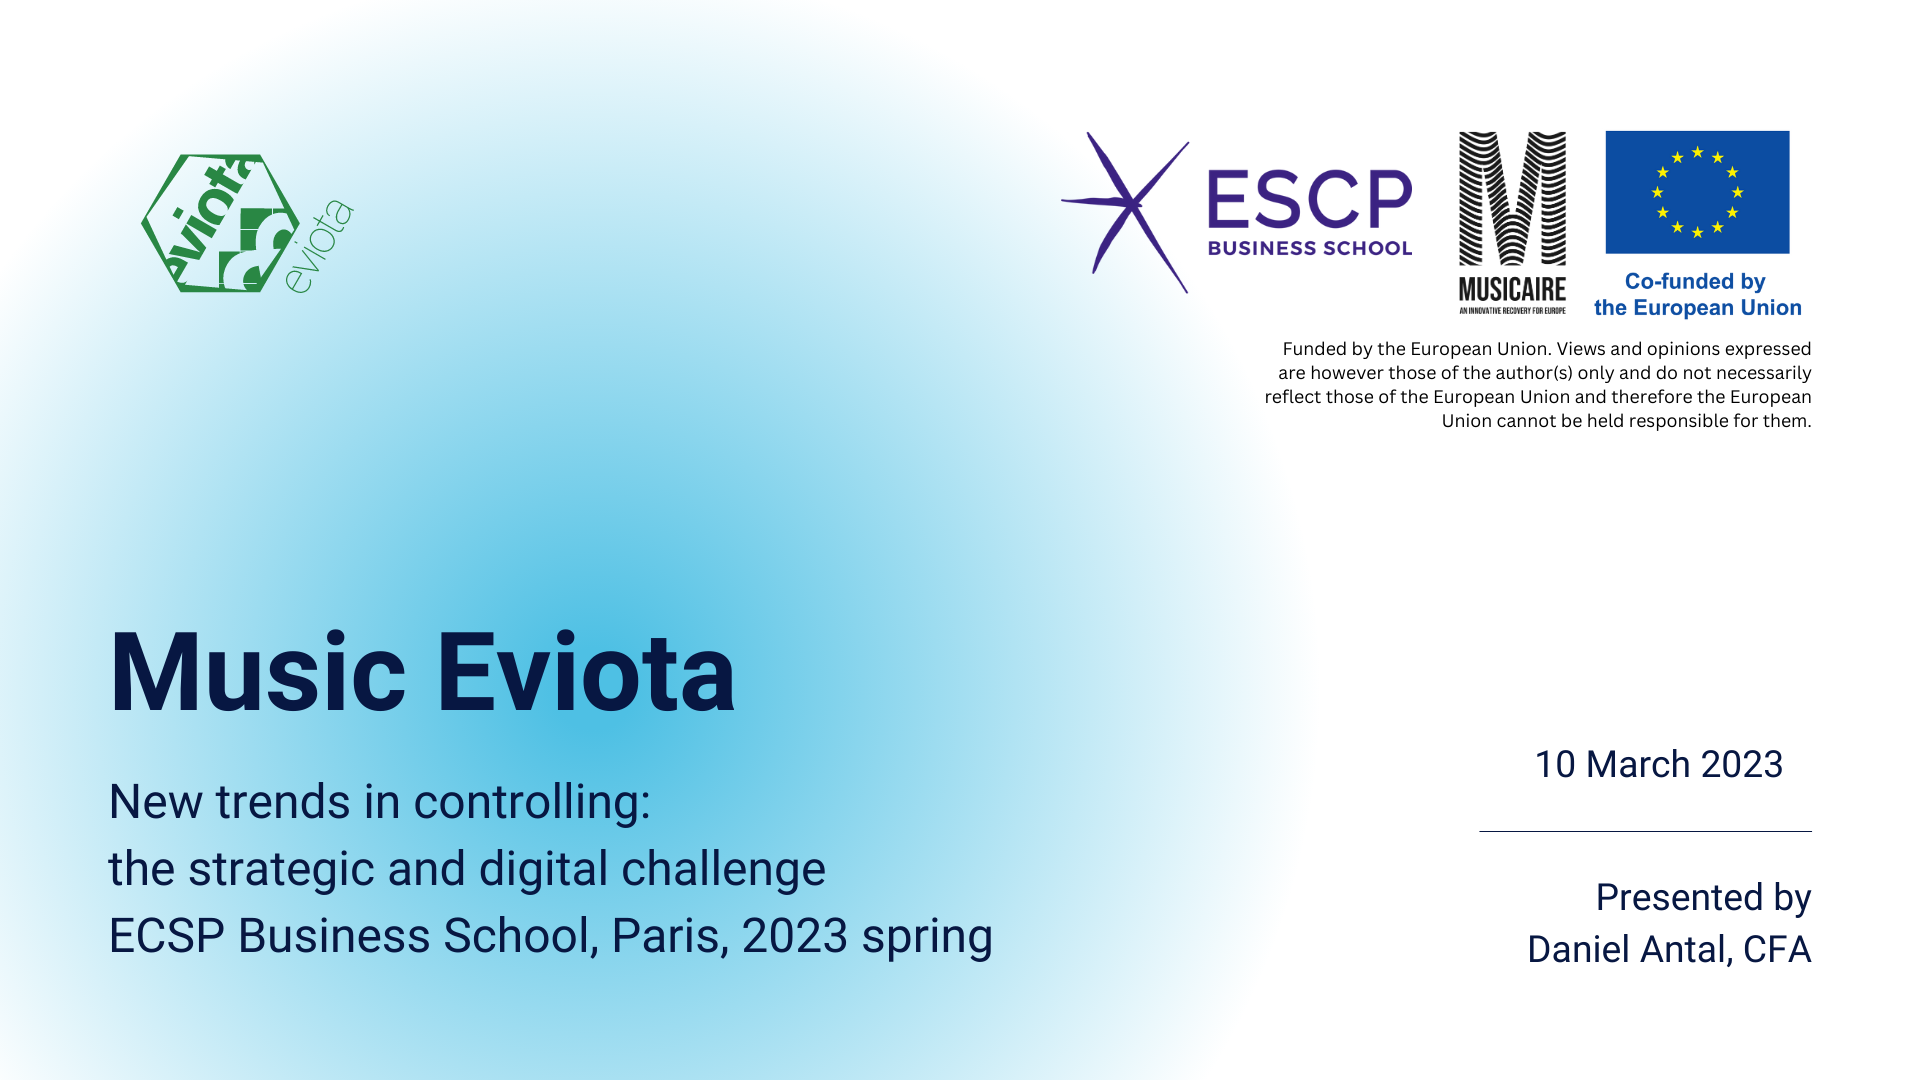 eviota
eviota
ESCP
BUSINESS SCHOOL
MUSICAIRE
AN INNOVATIVE RECOVERY FOR EUROPE
Co-funded by
the European Union
Funded by the European Union. Views and opinions expressed
are however those of the author(s) only and do not necessarily
reflect those of the European Union and therefore the European
Union cannot be held responsible for them.
Music Eviota
New trends in controlling:
the strategic and digital challenge
ECSP Business School, Paris, 2023 spring
10 March 2023
Presented by
Daniel Antal, CFA